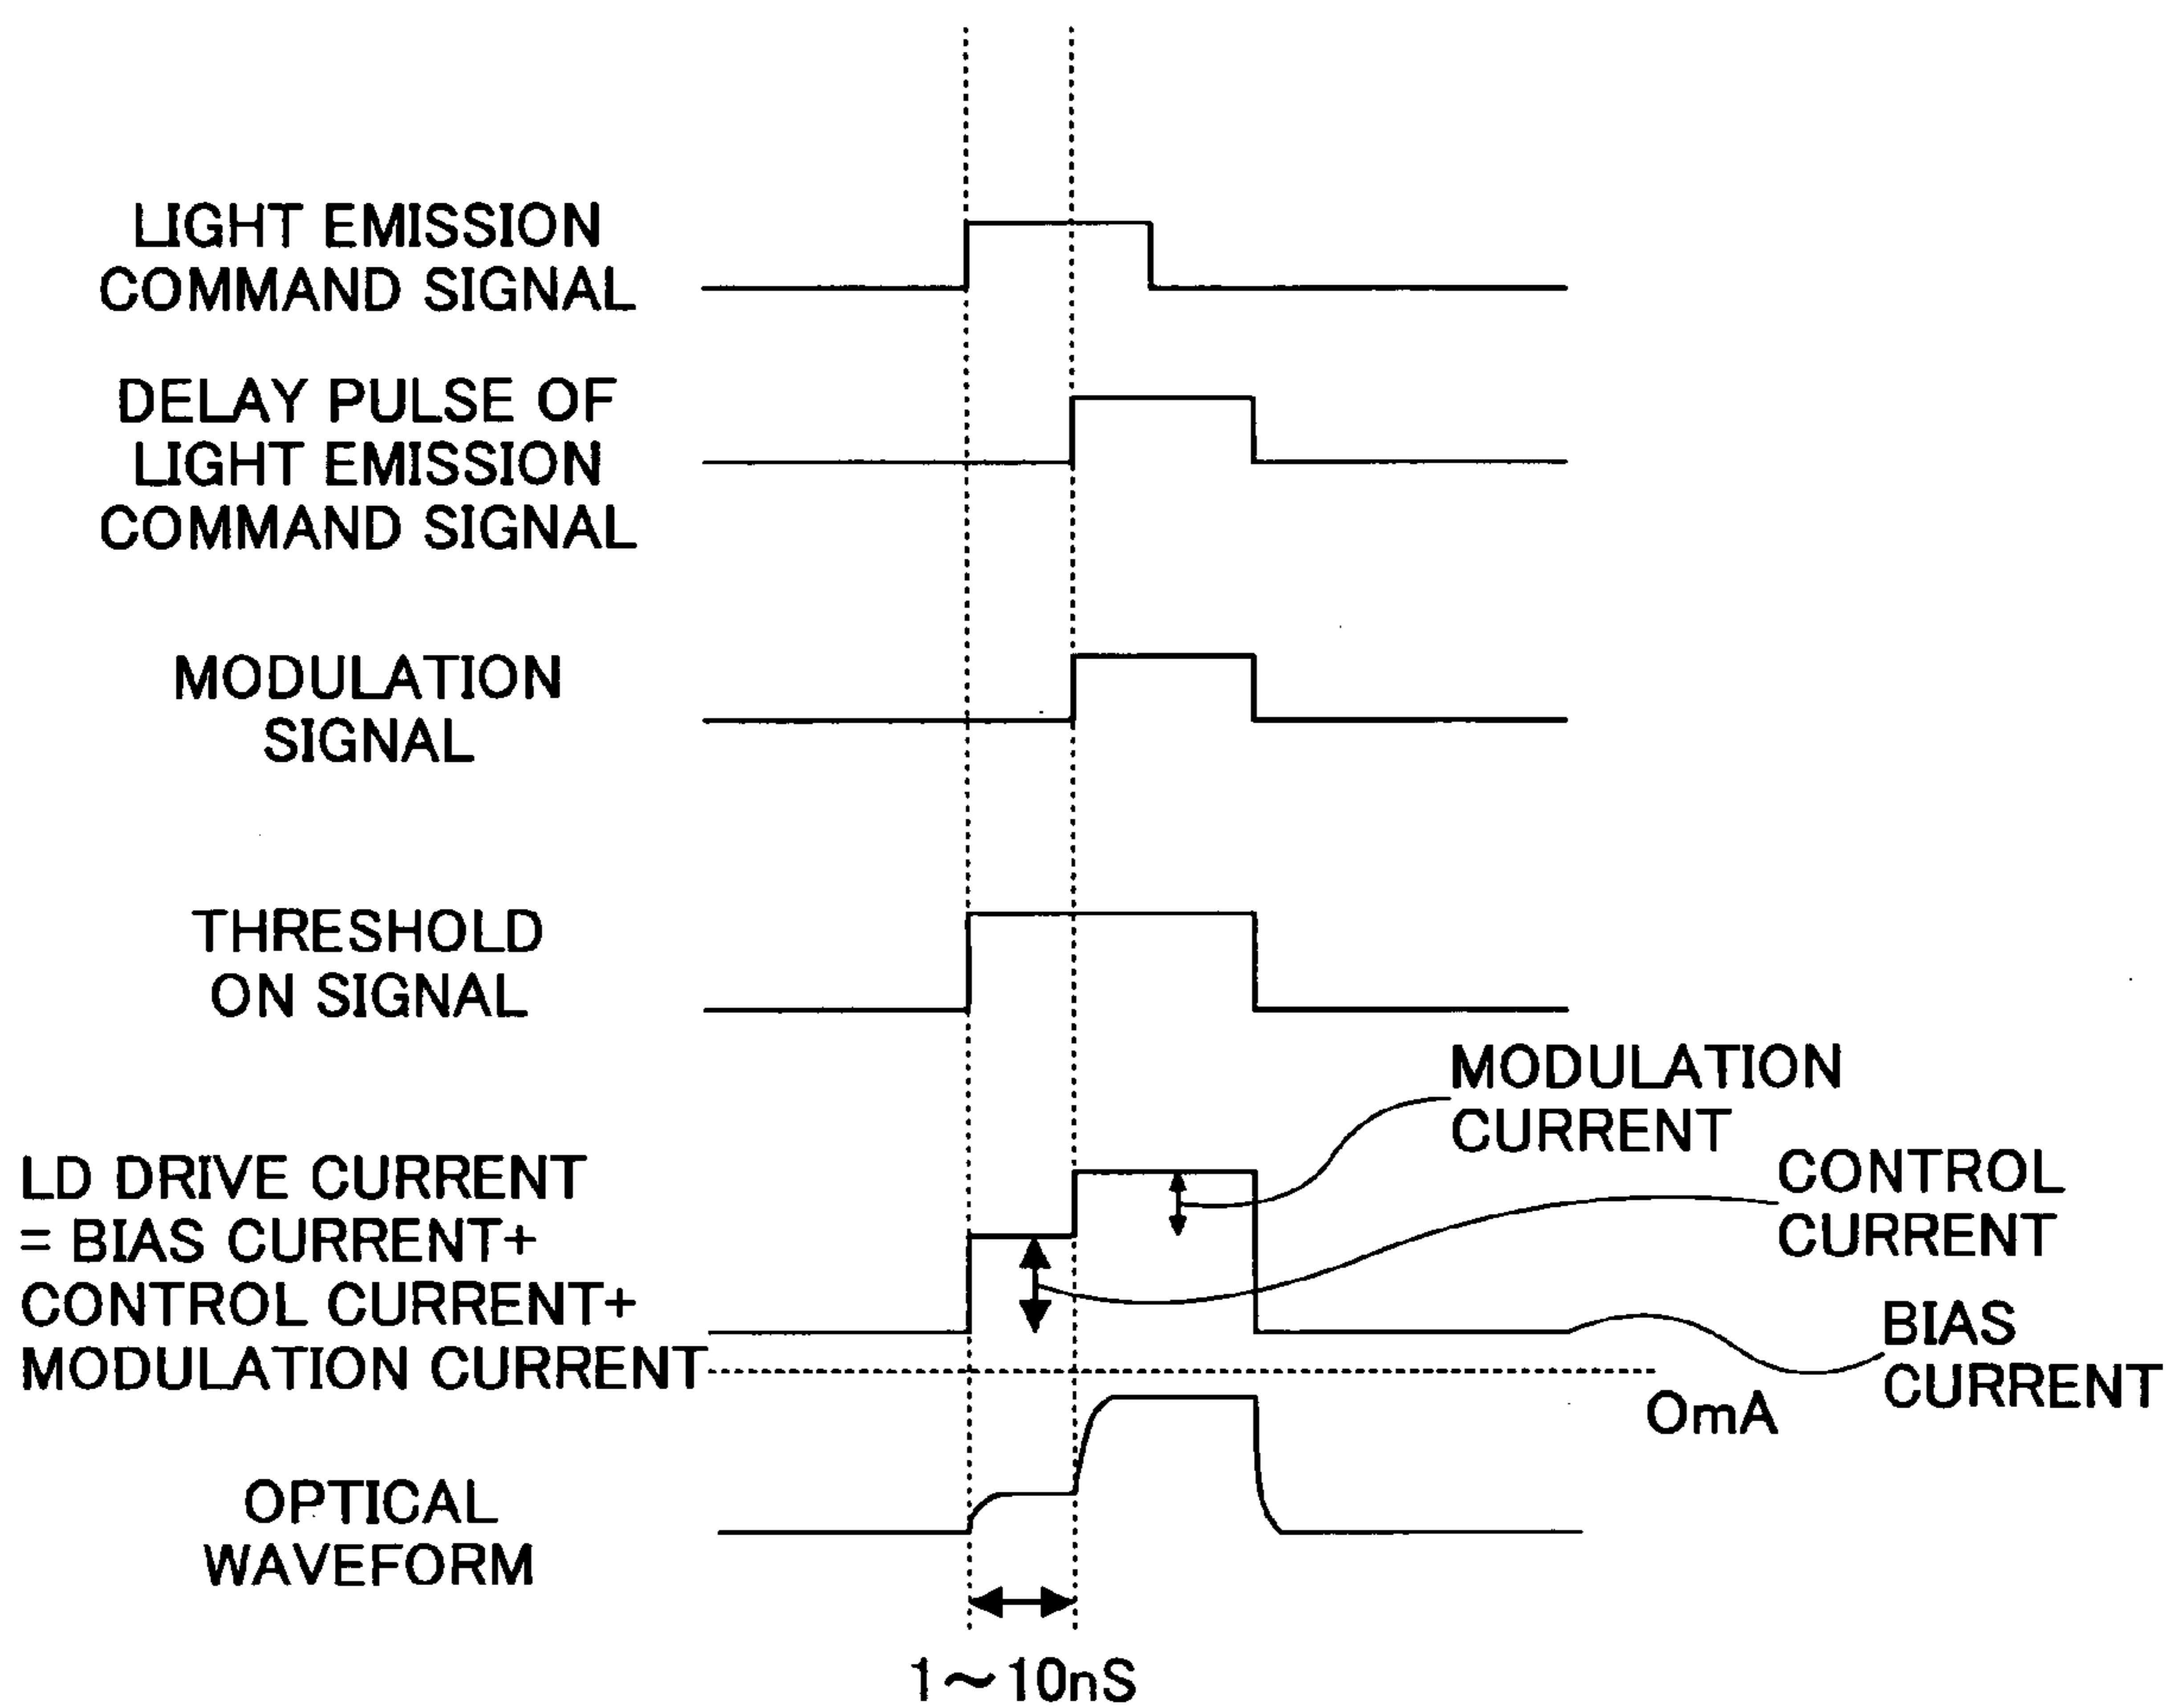 LIGHT EMISSION
COMMAND SIGNAL
DELAY PULSE OF
LIGHT EMISSION
COMMAND SIGNAL
MODULATION
SIGNAL
THRESHOLD
ON SIGNAL
MODULATION
CURRENT
CONTROL
CURRENT
LD DRIVE CURRENT
= BIAS CURRENT+
CONTROL CURRENT+
MODULATION CURRENT
BIAS
CURRENT
0mA
OPTICAL
WAVEFORM
1~10nS